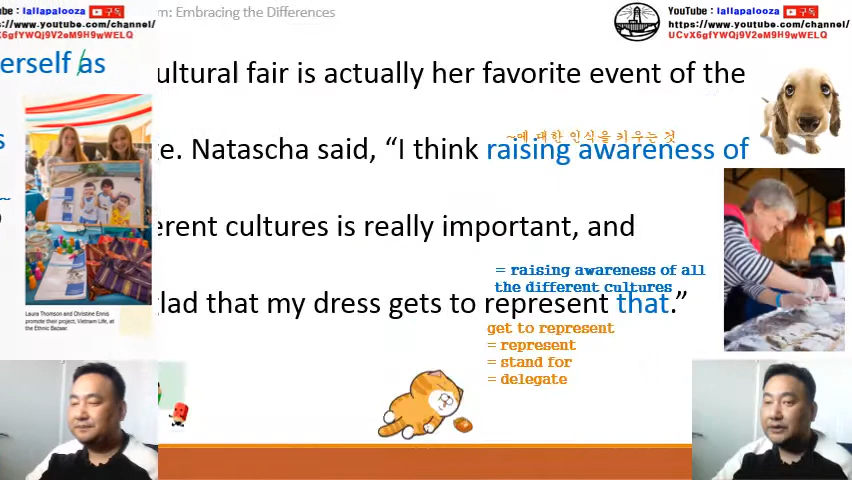 uTube : lallapalooza 구독
s://www.youtube.com/channel/
X6gfYWQj9V2eM9H9wWELQ
m: Embracing the Differences
YouTube : lallapalooza 구독
https://www.youtube.com/channel/
UCvX6gfYWQj9V2eM9H9wWELQ
erself as
ultural fair is actually her favorite event of the
~에 대한 인식을 키우는 것
s
ge. Natascha said, “I think raising awareness of
erent cultures is really important, and
= raising awareness of all
the different cultures
glad that my dress gets to represent that.”
Laura Thomson and Christine Ennis
promote their project, Vietnam Life, at
the Ethnic Bazaar.
get to represent
= represent
= stand for
= delegate